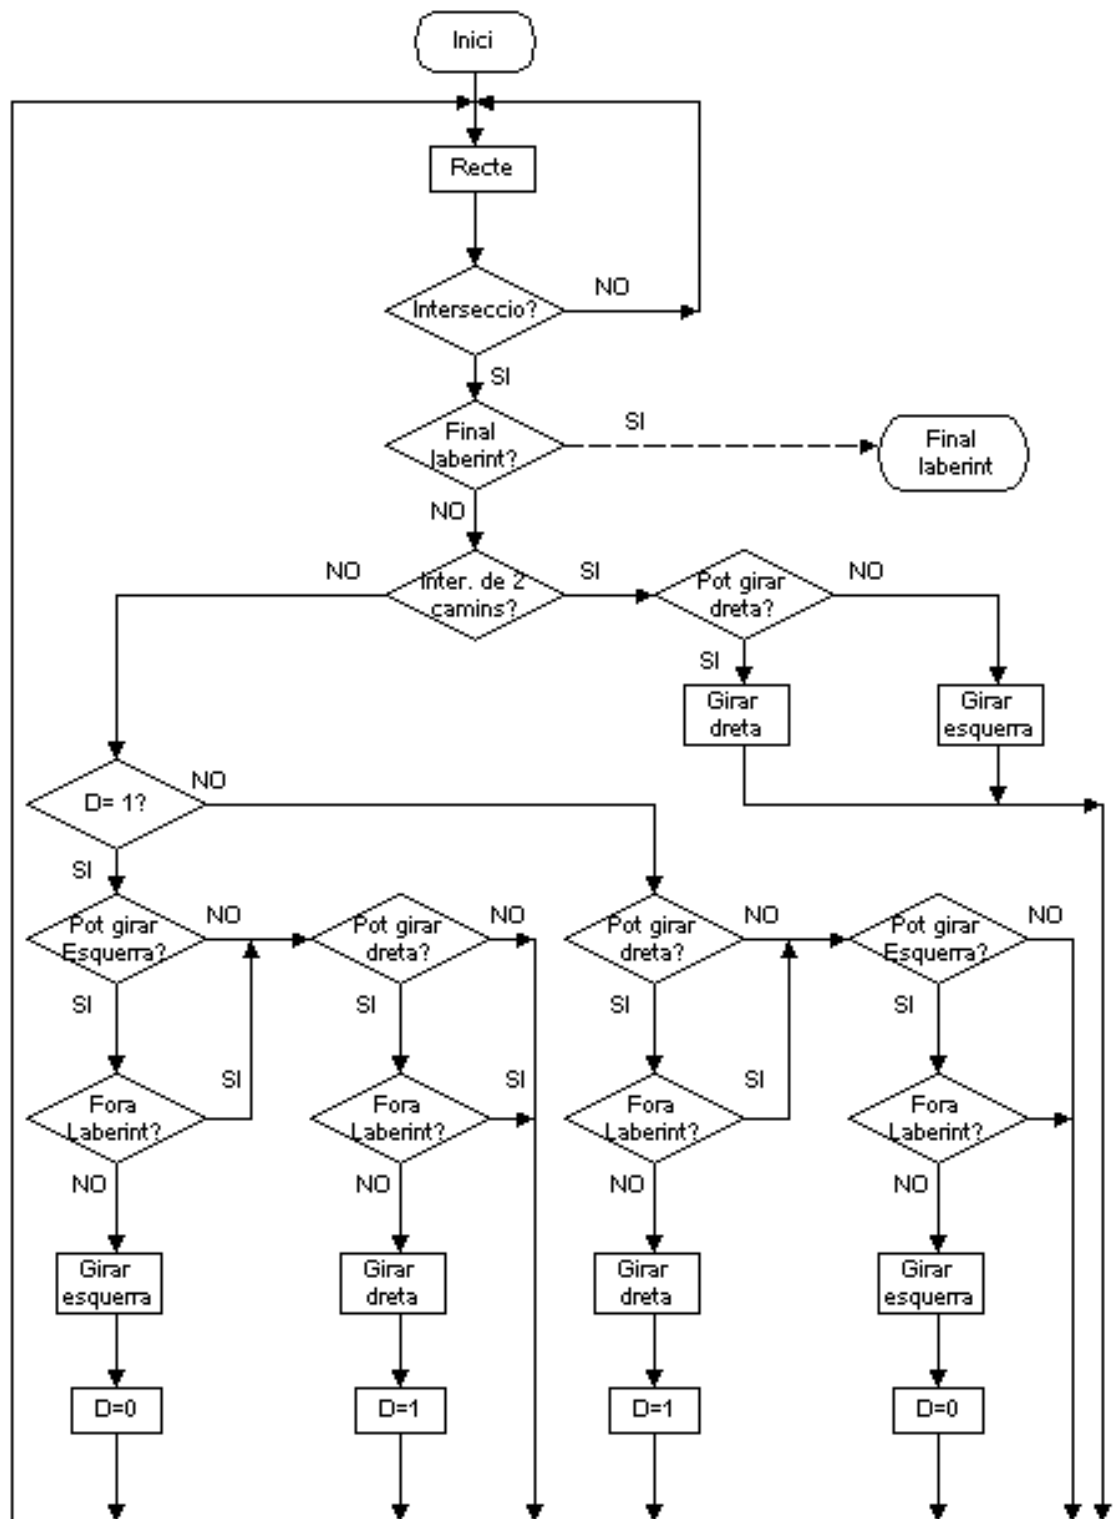 Inici
Recte
Interseccio?
NO
SI
Final
laberint?
SI
Final
laberint
NO
NO
Inter. de 2
camins?
SI
Pot girar
dreta?
NO
SI
Girar
dreta
Girar
esquerra
D= 1?
NO
SI
Pot girar
Esquerra?
NO
Pot girar
dreta?
NO
Pot girar
dreta?
NO
Pot girar
Esquerra?
NO
SI
SI
SI
SI
Fora
Laberint?
SI
Fora
Laberint?
SI
Fora
Laberint?
SI
Fora
Laberint?
NO
NO
NO
NO
Girar
esquerra
Girar
dreta
Girar
dreta
Girar
esquerra
D=0
D=1
D=1
D=0